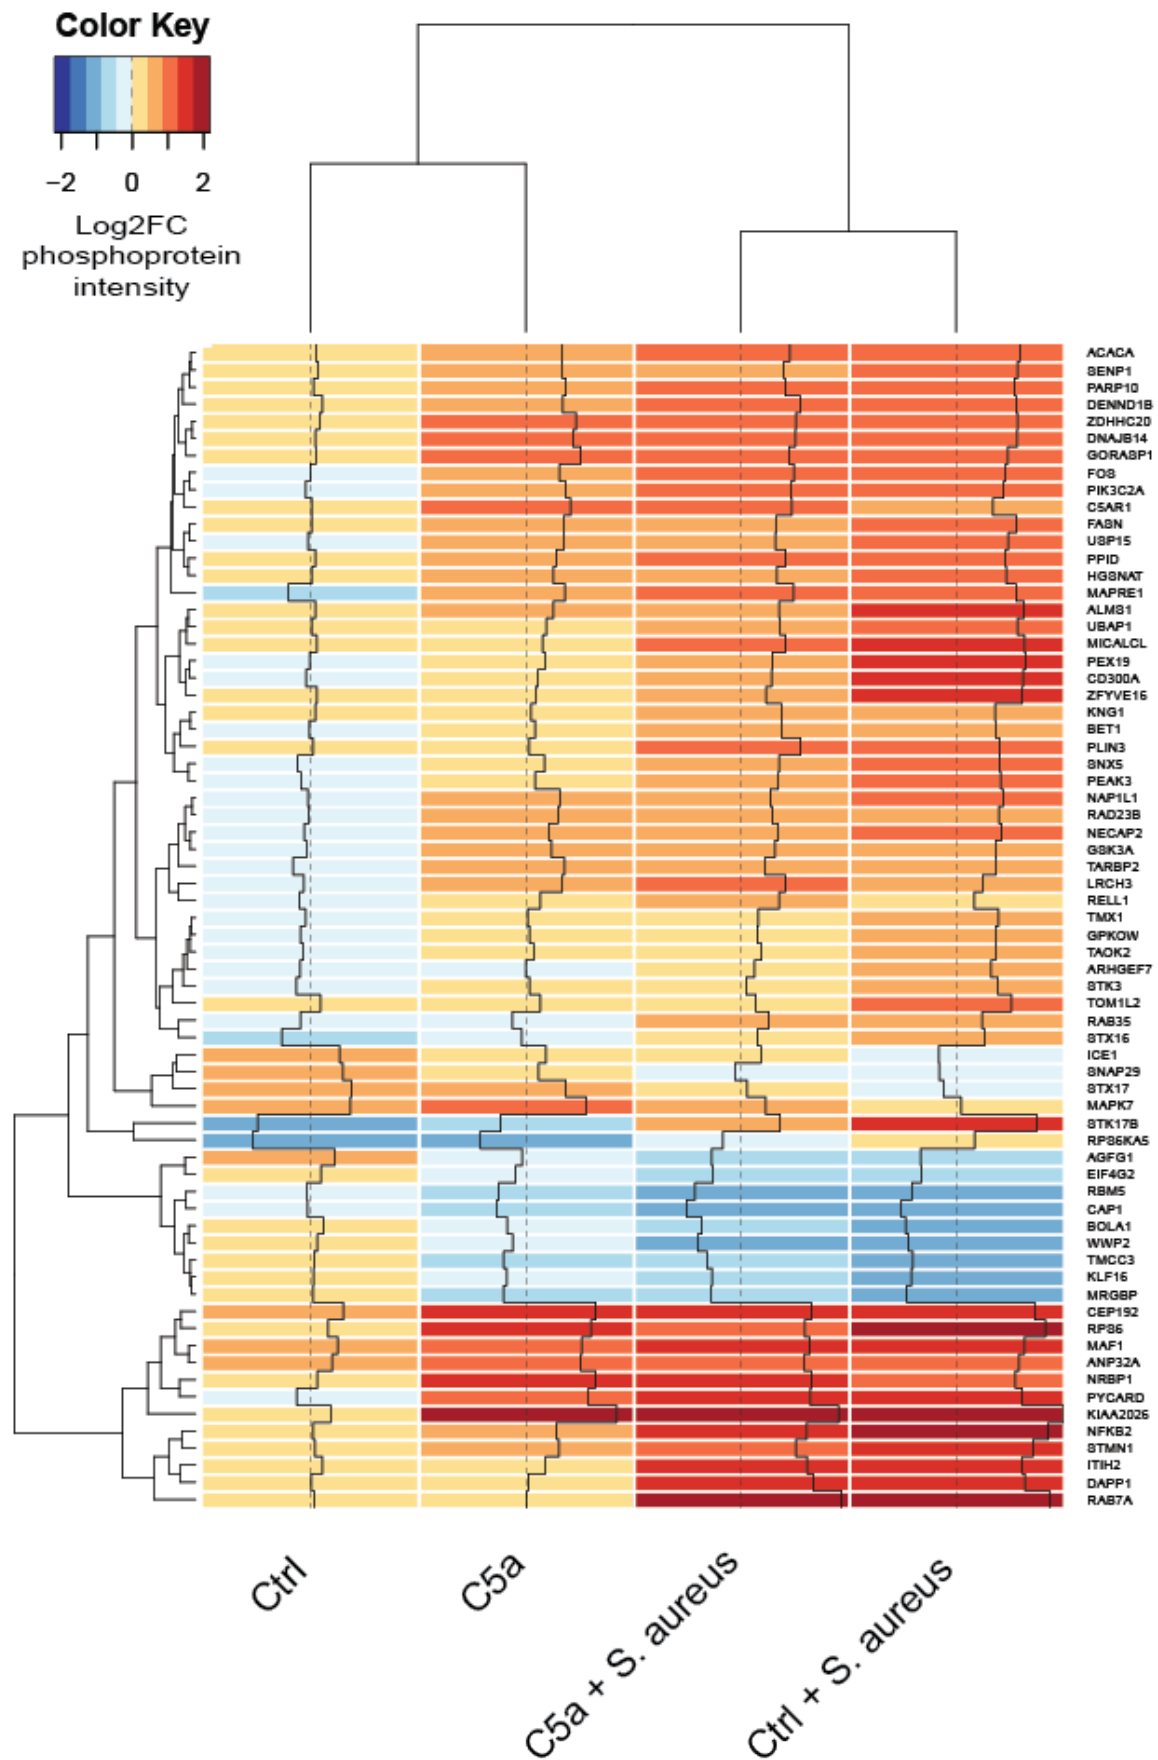 Color Key
−2 0 2
Log2FC
phosphoprotein
intensity
ACACA
SENP1
PARP10
DENND1B
ZDHHC20
DNAJB14
GORASP1
FOS
PIK3C2A
C5AR1
FASN
USP15
PPID
HGSNAT
MAPRE1
ALMS1
UBAP1
MICALCL
PEX19
CD300A
ZFYVE16
KNG1
BET1
PLIN3
SNX5
PEAK3
NAP1L1
RAD23B
NECAP2
GSK3A
TARBP2
LRCH3
RELL1
TMX1
GPKOW
TAOK2
ARHGEF7
STK3
TOM1L2
RAB35
STX16
ICE1
SNAP29
STX17
MAPK7
STK17B
RPS6KA5
AGFG1
EIF4G2
RBM5
CAP1
BOLA1
WWP2
TMCC3
KLF16
MRGBP
CEP192
RPS6
MAF1
ANP32A
NRBP1
PYCARD
KIAA2026
NFKB2
STMN1
ITIH2
DAPP1
RAB7A
Ctrl
C5a
C5a + S. aureus
Ctrl + S. aureus